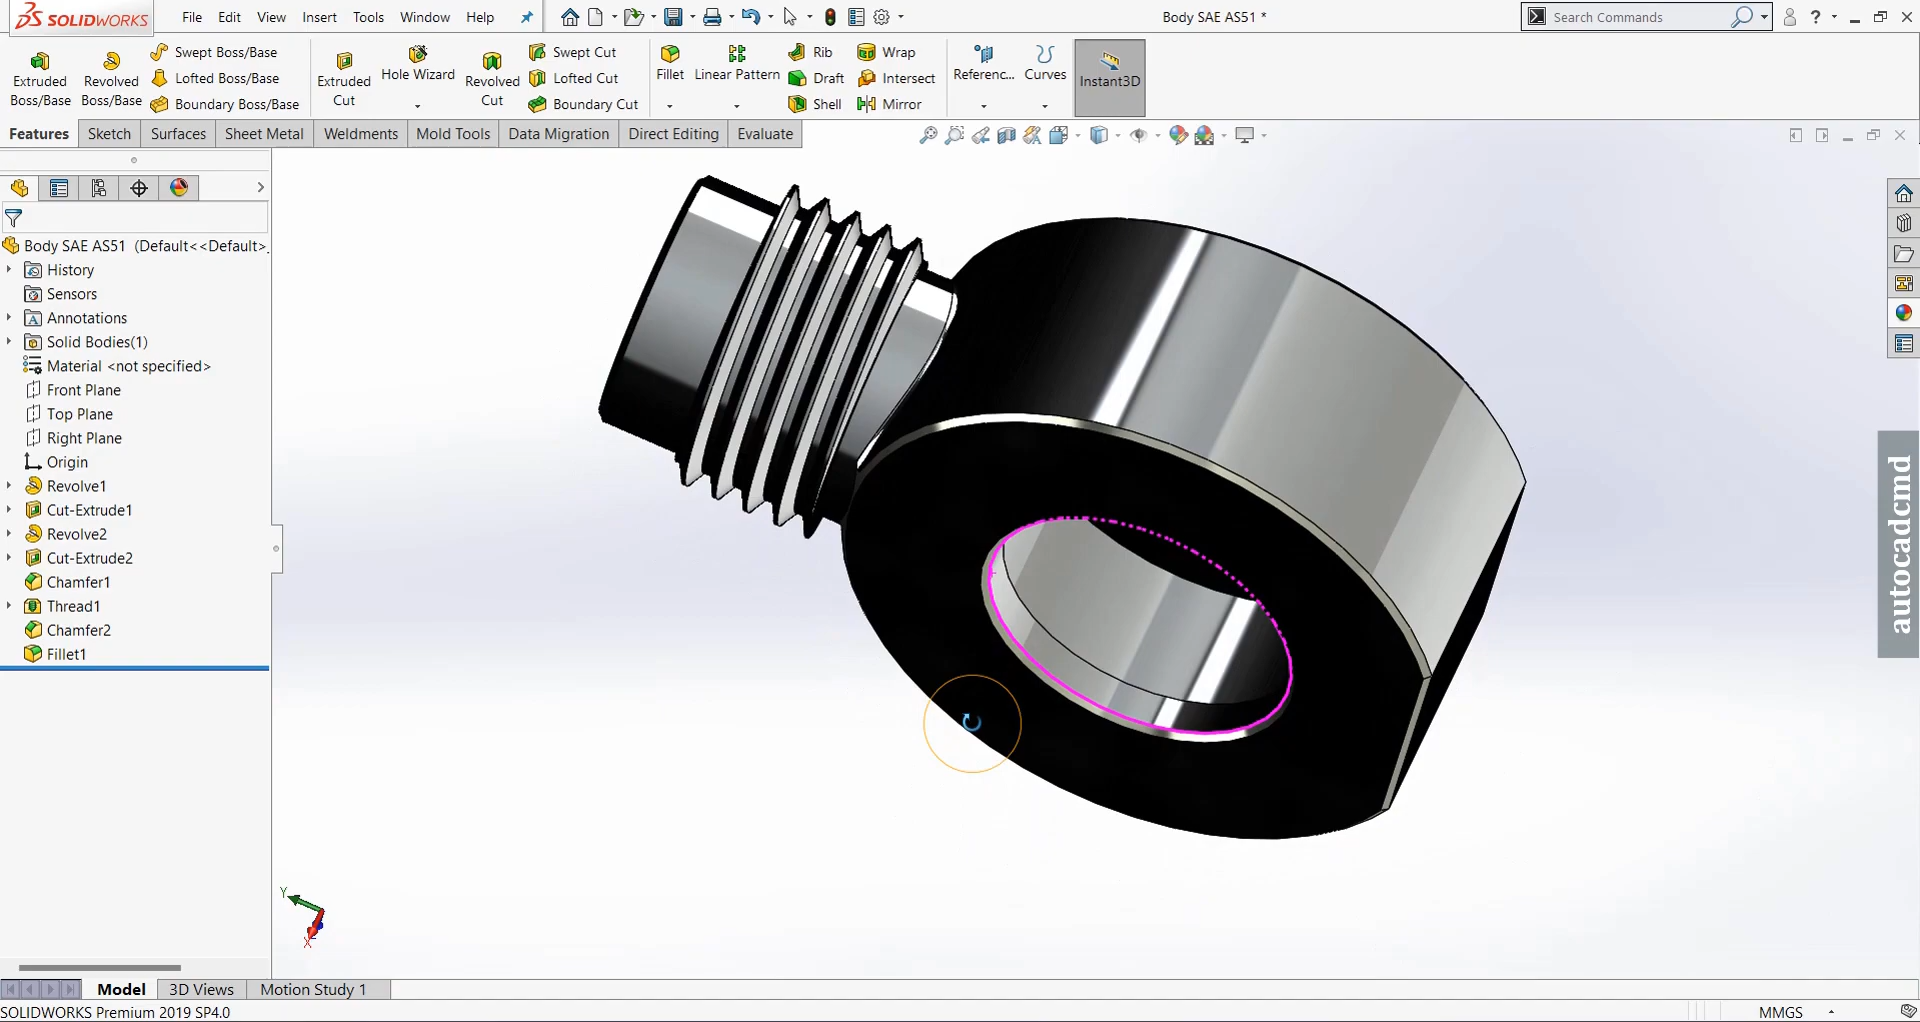 SOLIDWORKS File Edit View Insert Tools Window Help Body SAE AS51 * Search Commands ?
Swept Boss/Base Swept Cut Rib Wrap
Extruded Boss/Base Revolved Boss/Base Lofted Boss/Base Extruded Cut Hole Wizard Revolved Cut Lofted Cut Fillet Linear Pattern Draft Intersect Referenc... Curves Instant3D
Boundary Boss/Base Boundary Cut Shell Mirror
Features Sketch Surfaces Sheet Metal Weldments Mold Tools Data Migration Direct Editing Evaluate
Body SAE AS51 (Default<<Default>.
History
Sensors
Annotations
Solid Bodies(1)
Material <not specified>
Front Plane
Top Plane
Right Plane
Origin
Revolve1
Cut-Extrude1
Revolve2
Cut-Extrude2
Chamfer1
Thread1
Chamfer2
Fillet1
autocadcmd
Y
X
Model 3D Views Motion Study 1
SOLIDWORKS Premium 2019 SP4.0 MMGS